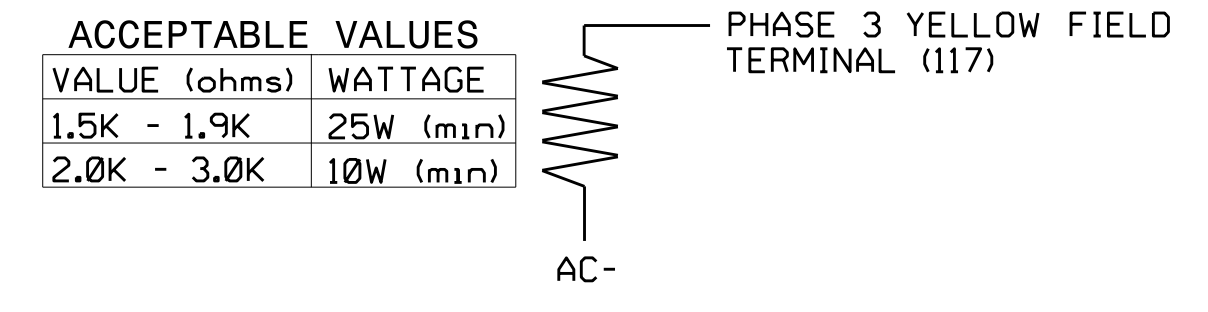 ACCEPTABLE VALUES
VALUE (ohms) WATTAGE
1.5K - 1.9K 25W (min)
2.0K - 3.0K 10W (min)
PHASE 3 YELLOW FIELD
TERMINAL (117)
AC-